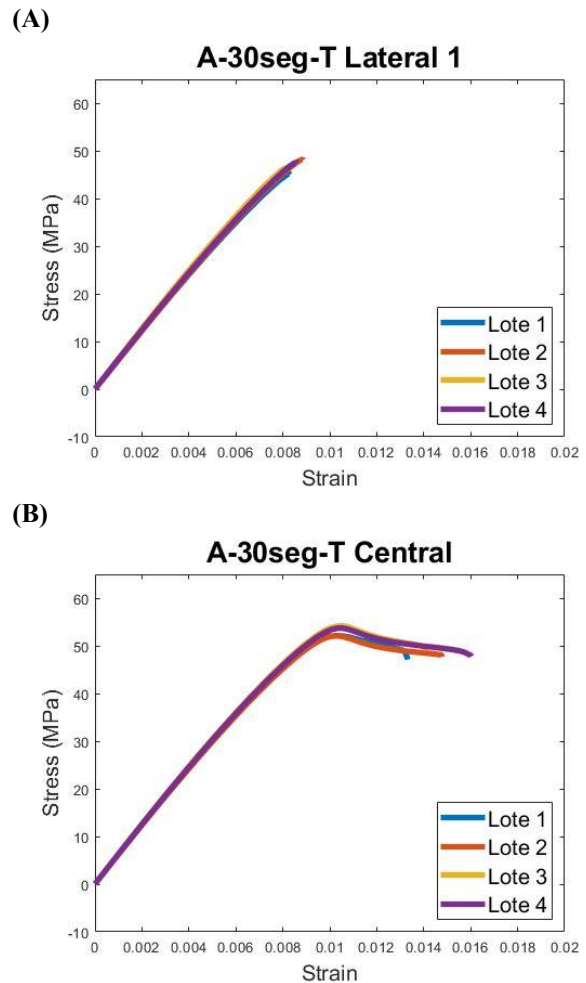 (A)
A-30seg-T Lateral 1
60
50
40
30
20
10
0
-10
Stress (MPa)
Lote 1
Lote 2
Lote 3
Lote 4
0 0.002 0.004 0.006 0.008 0.01 0.012 0.014 0.016 0.018 0.02
Strain
(B)
A-30seg-T Central
60
50
40
30
20
10
0
-10
Stress (MPa)
Lote 1
Lote 2
Lote 3
Lote 4
0 0.002 0.004 0.006 0.008 0.01 0.012 0.014 0.016 0.018 0.02
Strain